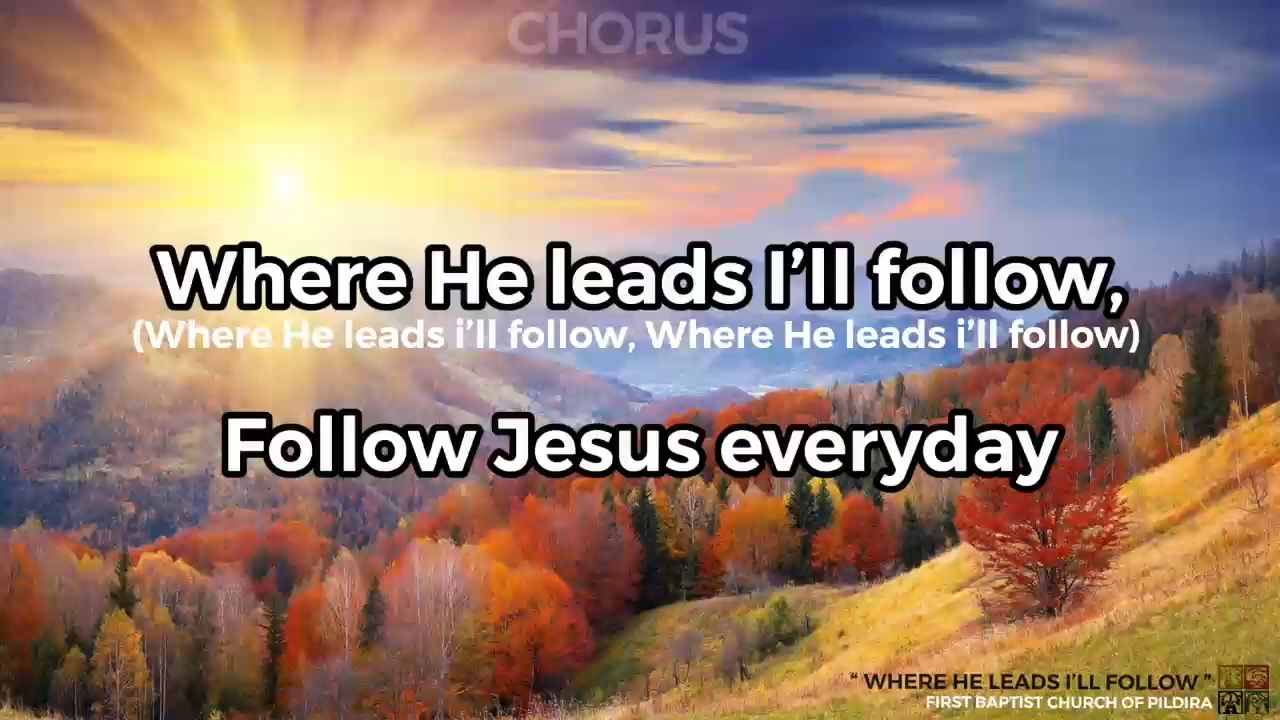 CHORUS
Where He leads I’ll follow,
(Where He leads i’ll follow, Where He leads i’ll follow)
Follow Jesus everyday
“ WHERE HE LEADS I’LL FOLLOW ”
FIRST BAPTIST CHURCH OF PILDIRA